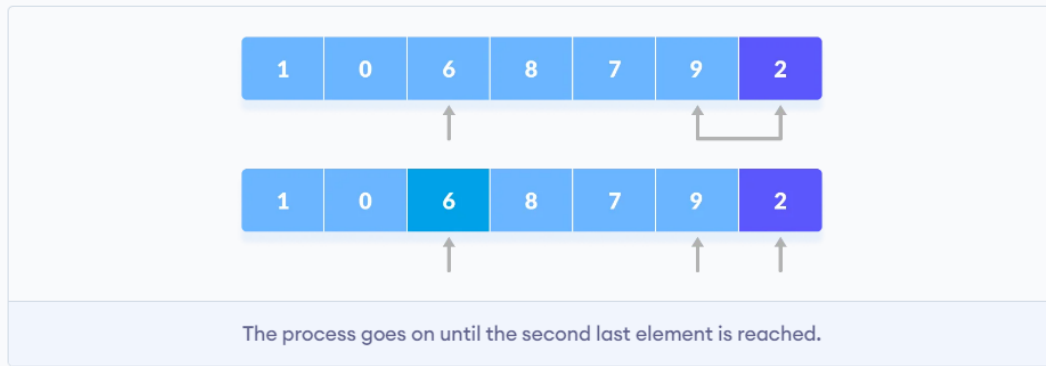 1 0 6 8 7 9 2
1 0 6 8 7 9 2
The process goes on until the second last element is reached.